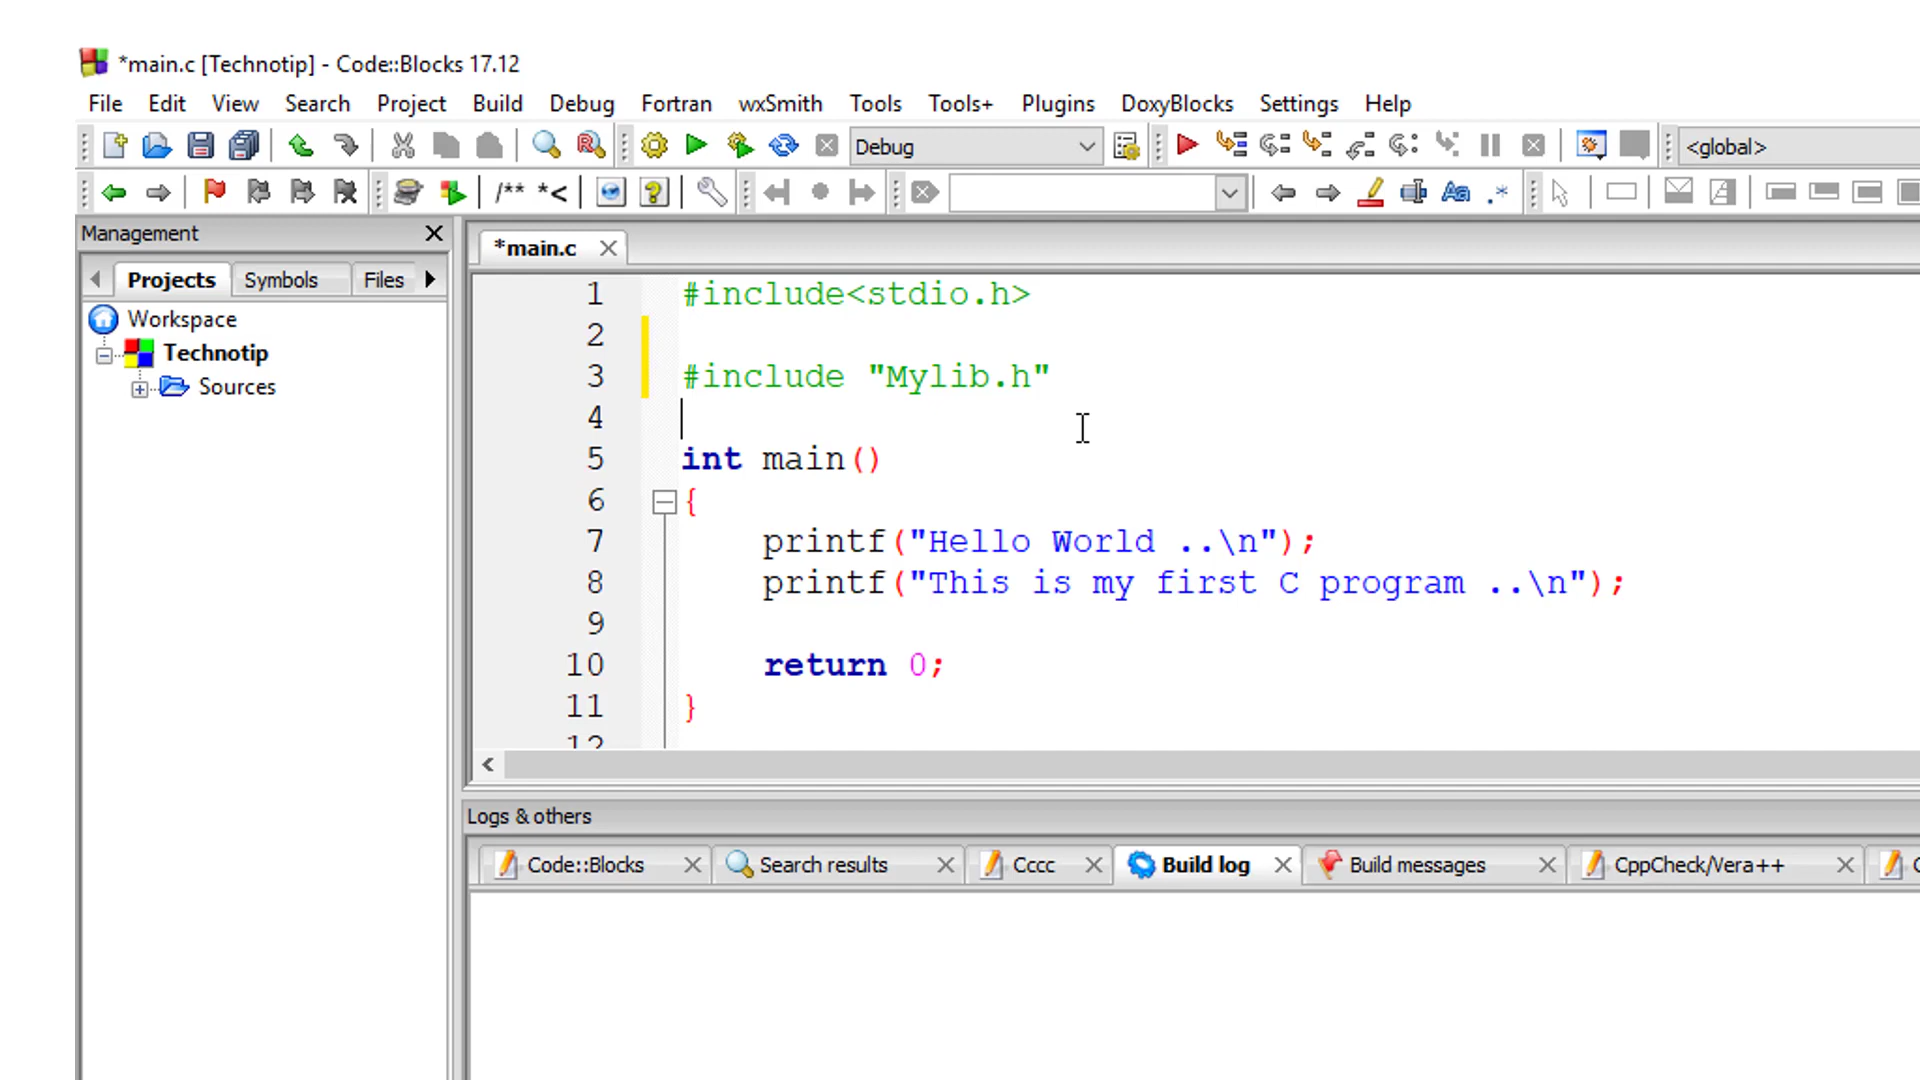 *main.c [Technotip] - Code::Blocks 17.12
File Edit View Search Project Build Debug Fortran wxSmith Tools Tools+ Plugins DoxyBlocks Settings Help
Debug <global>
/** *<
Management
*main.c
Projects Symbols Files
Workspace
Technotip
Sources
1 #include<stdio.h>
2
3 #include "Mylib.h"
4
5 int main()
6 {
7 printf("Hello World ..\n");
8 printf("This is my first C program ..\n");
9
10 return 0;
11 }
12
Logs & others
Code::Blocks Search results Cccc Build log Build messages CppCheck/Vera++